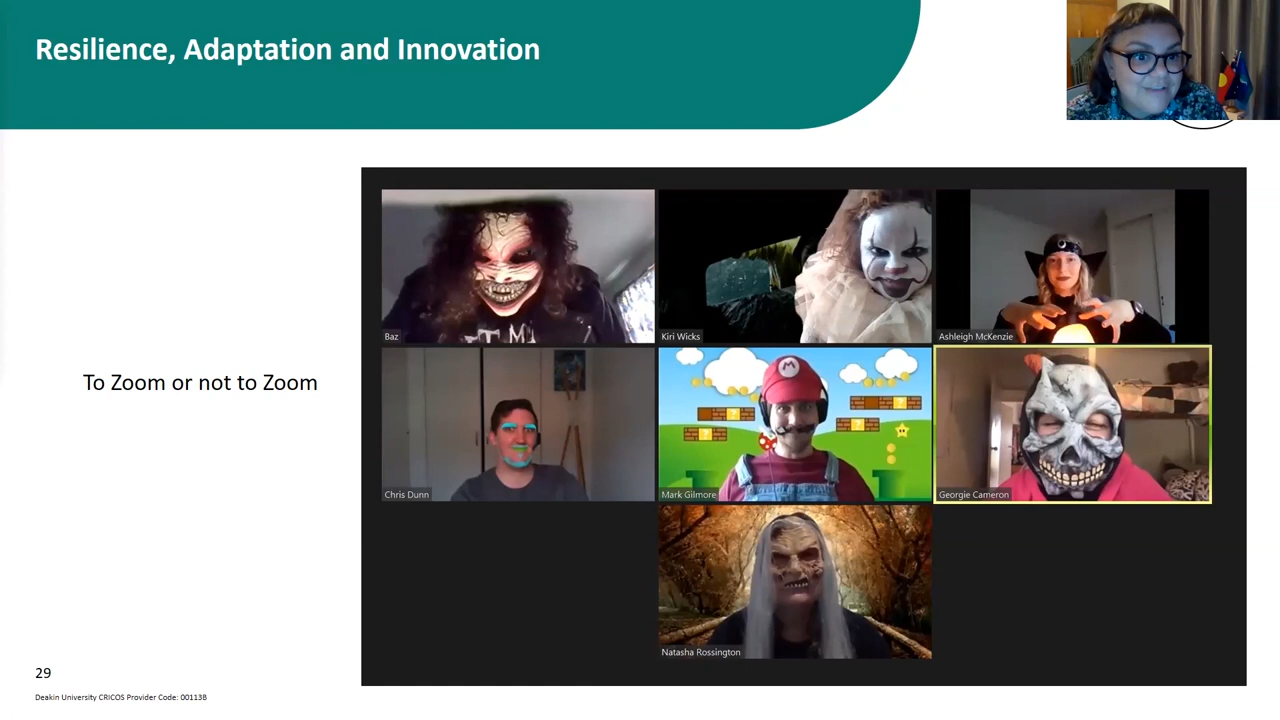 Resilience, Adaptation and Innovation
To Zoom or not to Zoom
Baz
Kiri Wicks
Ashleigh McKenzie
Chris Dunn
Mark Gilmore
Georgie Cameron
Natasha Rossington
M
? ?
? ?
29
Deakin University CRICOS Provider Code: 00113B